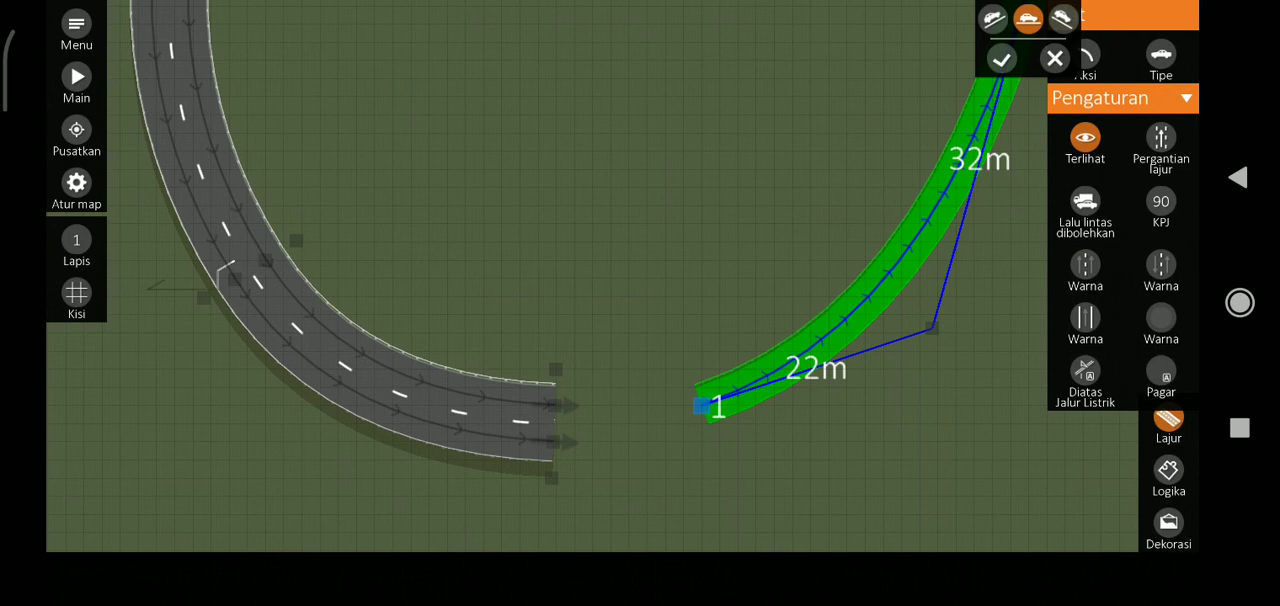 Menu
Main
Pusatkan
Atur map
1
Lapis
Kisi
32m
22m
1
Tipe
Pengaturan
Terlihat
Pergantian
lajur
Lalu lintas
dibolehkan
90
KPJ
Warna
Warna
Warna
Warna
A
Diatas
Jalur Listrik
A
Pagar
Lajur
Logika
Dekorasi